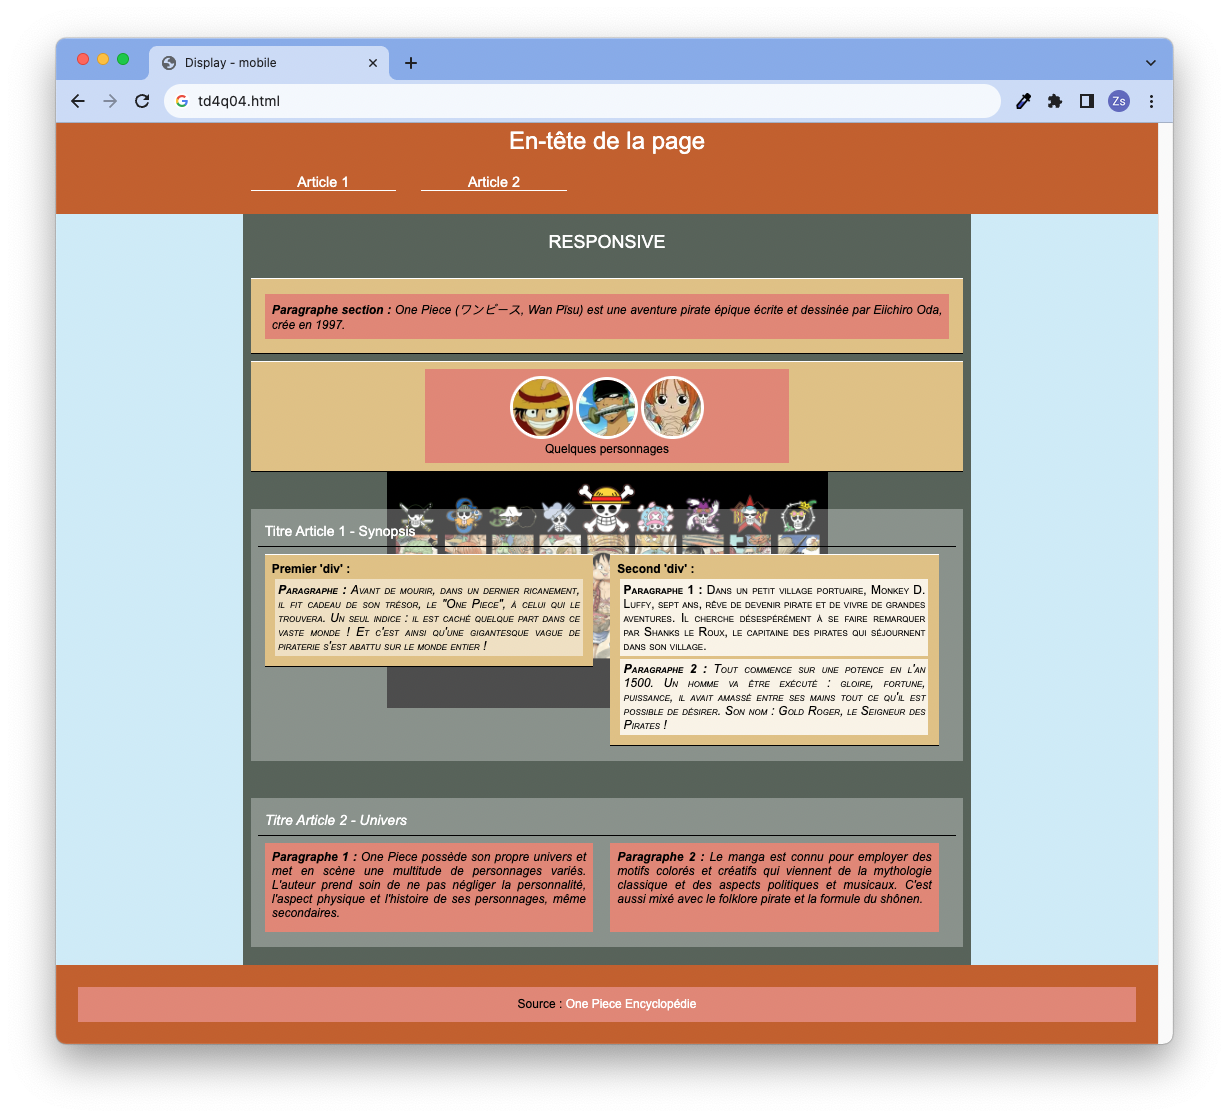 Display - mobile
td4q04.html
Zs
En-tête de la page
Article 1 Article 2
RESPONSIVE
Paragraphe section : One Piece (ワンピース, Wan Pīsu) est une aventure pirate épique écrite et dessinée par Eiichiro Oda,
crée en 1997.
Quelques personnages
Titre Article 1 - Synopsis
Premier 'div' :
Paragraphe : Avant de mourir, dans un dernier ricanement,
il fit cadeau de son trésor, le "One Piece", à celui qui le
trouvera. Un seul indice : il est caché quelque part dans ce
vaste monde ! Et c'est ainsi qu'une gigantesque vague de
piraterie s'est abattu sur le monde entier !
Second 'div' :
Paragraphe 1 : Dans un petit village portuaire, Monkey D.
Luffy, sept ans, rêve de devenir pirate et de vivre de grandes
aventures. Il cherche désespérément à se faire remarquer
par Shanks le Roux, le capitaine des pirates qui séjournent
dans son village.
Paragraphe 2 : Tout commence sur une potence en l'an
1500. Un homme va être exécuté : gloire, fortune,
puissance, il avait amassé entre ses mains tout ce qu'il est
possible de désirer. Son nom : Gold Roger, le Seigneur des
Pirates !
Titre Article 2 - Univers
Paragraphe 1 : One Piece possède son propre univers et
met en scène une multitude de personnages variés.
L'auteur prend soin de ne pas négliger la personnalité,
l'aspect physique et l'histoire de ses personnages, même
secondaires.
Paragraphe 2 : Le manga est connu pour employer des
motifs colorés et créatifs qui viennent de la mythologie
classique et des aspects politiques et musicaux. C'est
aussi mixé avec le folklore pirate et la formule du shōnen.
Source : One Piece Encyclopédie